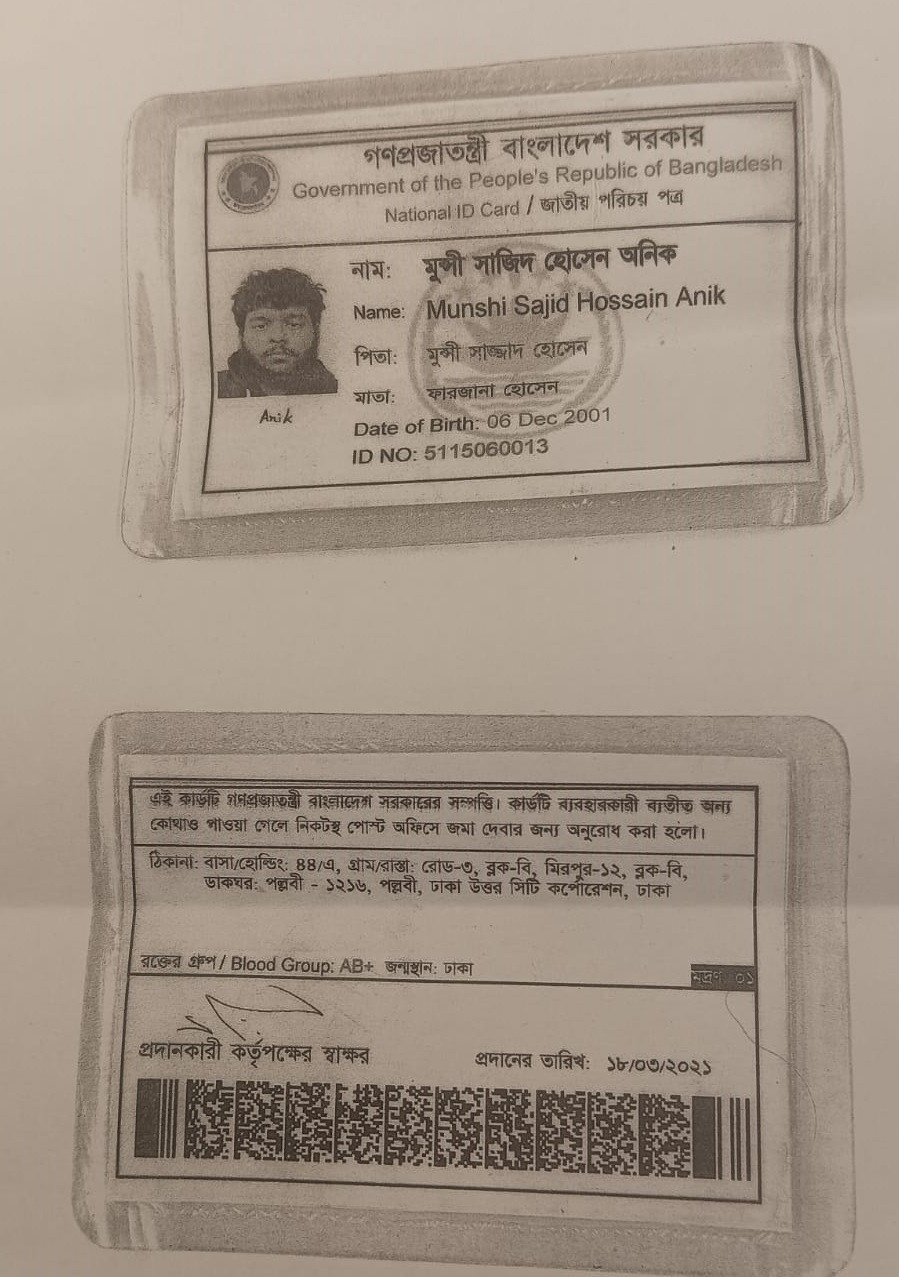 গণপ্রজাতন্ত্রী বাংলাদেশ সরকার
Government of the People's Republic of Bangladesh
National ID Card / জাতীয় পরিচয় পত্র
নাম: মুন্সী সাজিদ হোসেন অনিক
Name: Munshi Sajid Hossain Anik
পিতা: মুন্সী সাজ্জাদ হোসেন
মাতা: ফারজানা হোসেন
Anik
Date of Birth: 06 Dec 2001
ID NO: 5115060013
এই কার্ডটি গণপ্রজাতন্ত্রী বাংলাদেশ সরকারের সম্পত্তি। কার্ডটি ব্যবহারকারী ব্যতীত অন্য
কোথাও পাওয়া গেলে নিকটস্থ পোস্ট অফিসে জমা দেবার জন্য অনুরোধ করা হলো।
ঠিকানা: বাসা/হোল্ডিং: ৪৪/এ, গ্রাম/রাস্তা: রোড-৩, ব্লক-বি, মিরপুর-১২, ব্লক-বি,
ডাকঘর: পল্লবী - ১২১৬, পল্লবী, ঢাকা উত্তর সিটি কর্পোরেশন, ঢাকা
রক্তের গ্রুপ / Blood Group: AB+ জন্মস্থান: ঢাকা
মুদ্রণ: ০১
প্রদানকারী কর্তৃপক্ষের স্বাক্ষর
প্রদানের তারিখ: ১৮/০৩/২০২১